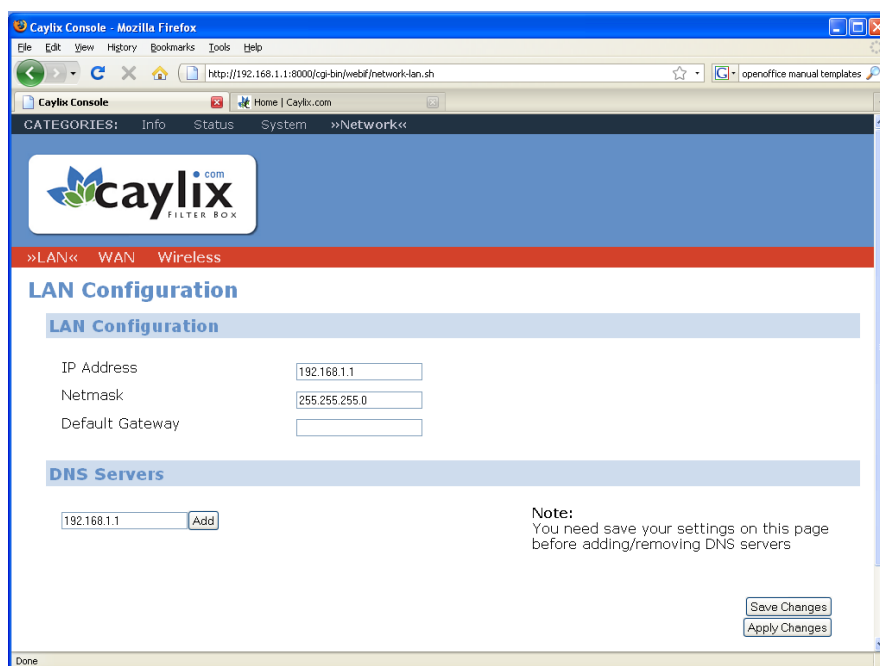 Caylix Console - Mozilla Firefox
File Edit View History Bookmarks Tools Help
http://192.168.1.1:8000/cgi-bin/webif/network-lan.sh
G openoffice manual templates
Caylix Console
Home | Caylix.com
CATEGORIES: Info Status System »Network«
.com
caylix
FILTER BOX
»LAN« WAN Wireless
LAN Configuration
LAN Configuration
IP Address 192.168.1.1
Netmask 255.255.255.0
Default Gateway
DNS Servers
192.168.1.1 Add
Note:
You need save your settings on this page
before adding/removing DNS servers
Save Changes
Apply Changes
Done